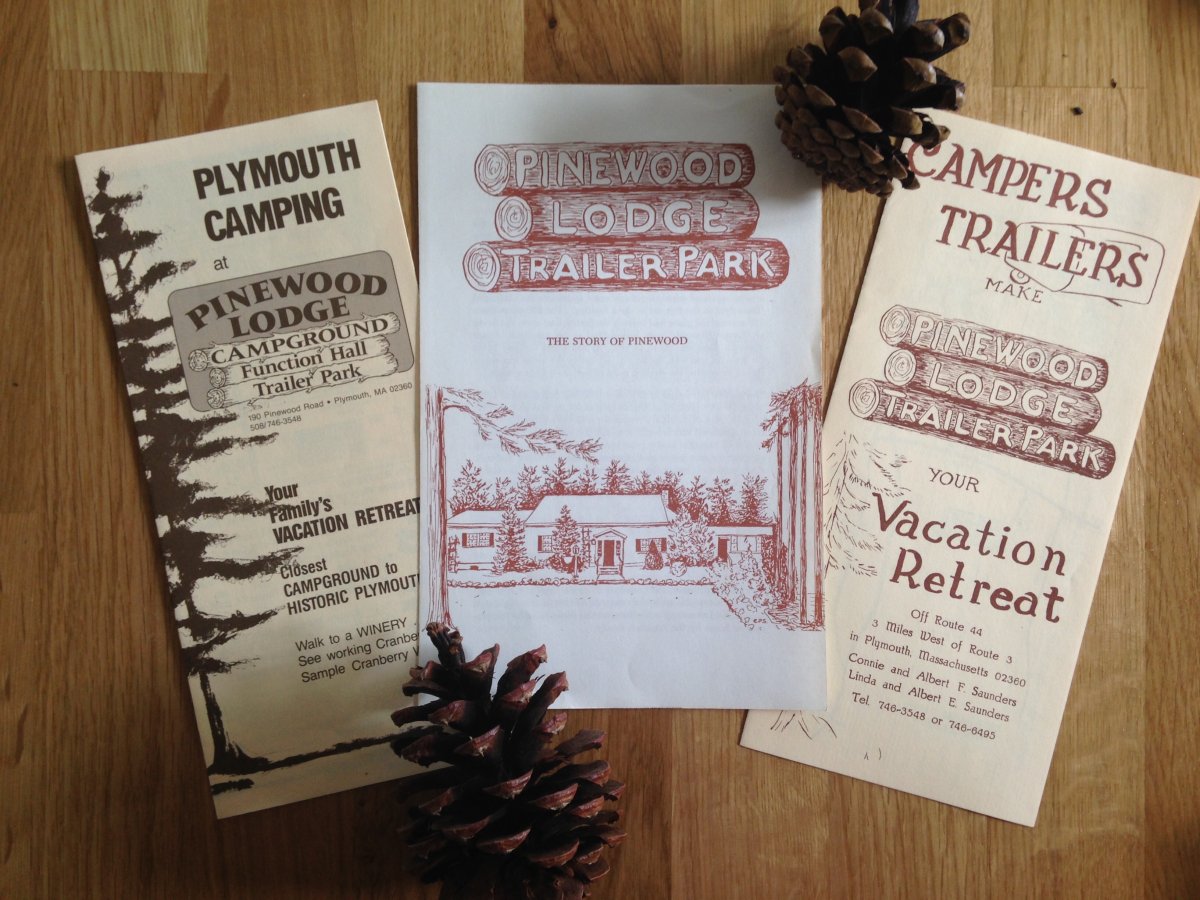 PLYMOUTH
CAMPING
at
PINEWOOD
LODGE
CAMPGROUND
Function Hall
Trailer Park
190 Pinewood Road • Plymouth, MA 02360
508/746-3548
Your
Family's
VACATION RETREAT
Closest
CAMPGROUND to
HISTORIC PLYMOUTH
Walk to a WINERY
See working Cranbe
Sample Cranberry
PINEWOOD
LODGE
TRAILER PARK
THE STORY OF PINEWOOD
EPS
CAMPERS
TRAILERS
MAKE
PINEWOOD
LODGE
TRAILER PARK
YOUR
Vacation
Retreat
Off Route 44
3 Miles West of Route 3
in Plymouth, Massachusetts 02360
Connie and Albert F. Saunders
Linda and Albert E. Saunders
Tel. 746-3548 or 746-6495